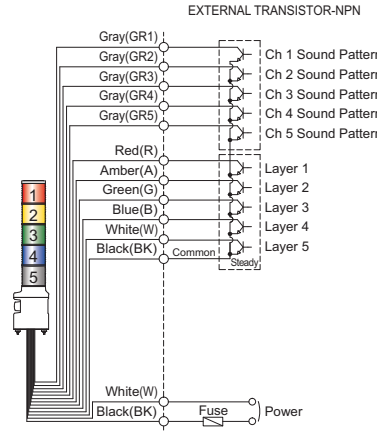 EXTERNAL TRANSISTOR-NPN
Gray(GR1)
Gray(GR2)
Gray(GR3)
Gray(GR4)
Gray(GR5)
Ch 1 Sound Pattern
Ch 2 Sound Pattern
Ch 3 Sound Pattern
Ch 4 Sound Pattern
Ch 5 Sound Pattern
Red(R)
Amber(A)
Green(G)
Blue(B)
White(W)
Black(BK)
Common
Steady
Layer 1
Layer 2
Layer 3
Layer 4
Layer 5
1
2
3
4
5
White(W)
Black(BK)
Fuse
Power